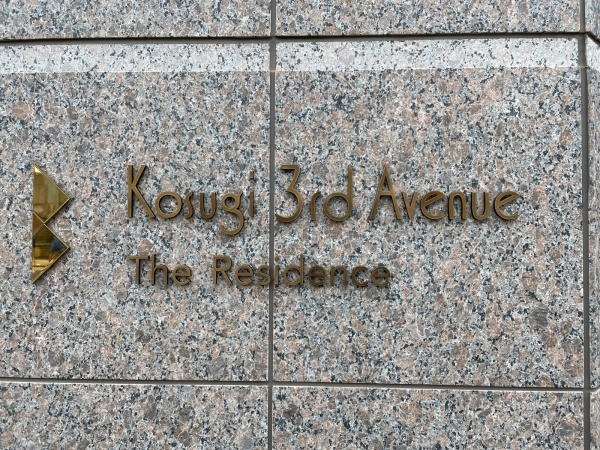 Kosugi 3rd Avenue
The Residence